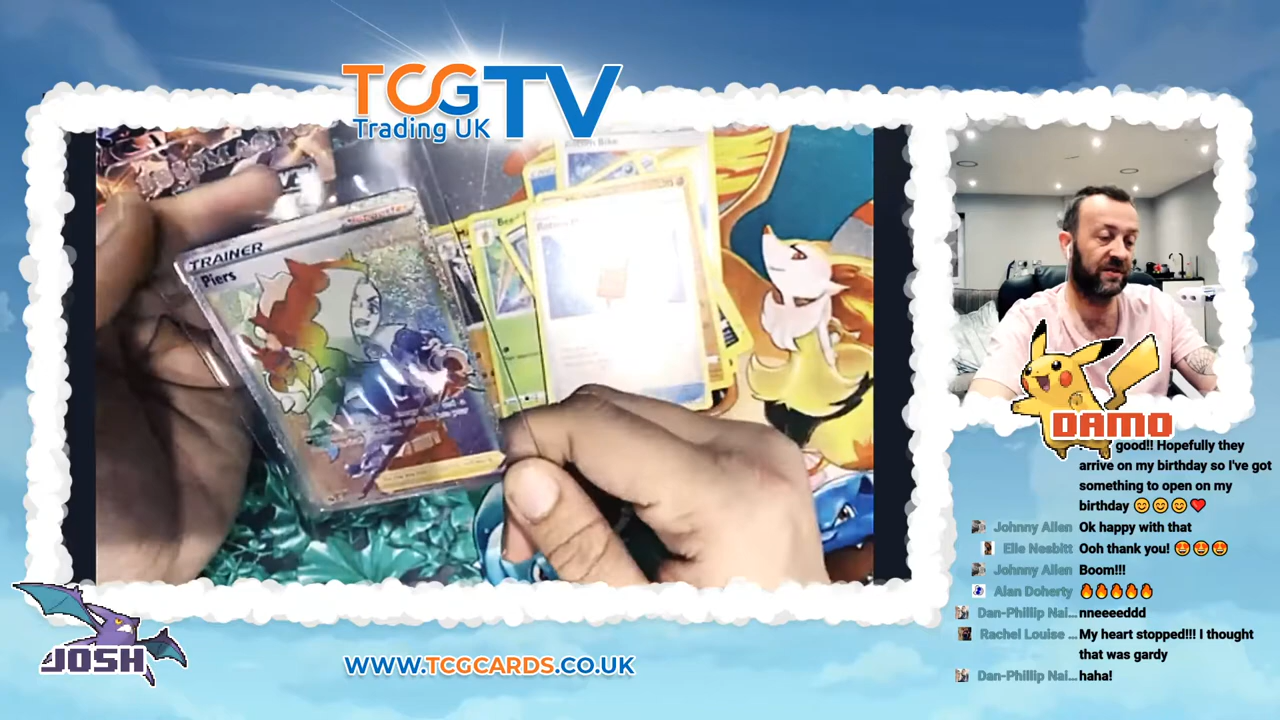 TCG TV
Trading UK
TRAINER
Piers
DAMO
good!! Hopefully they
arrive on my birthday so I've got
something to open on my
birthday 😊😊😊❤️
Johnny Allen Ok happy with that
Elle Nesbitt Ooh thank you! 🤩🤩🤩
Johnny Allen Boom!!!
Alan Doherty 🔥🔥🔥🔥🔥
Dan-Phillip Nai... nneeeeddd
Rachel Louise ... My heart stopped!!! I thought
that was gardy
Dan-Phillip Nai... haha!
JOSH
WWW.TCGCARDS.CO.UK